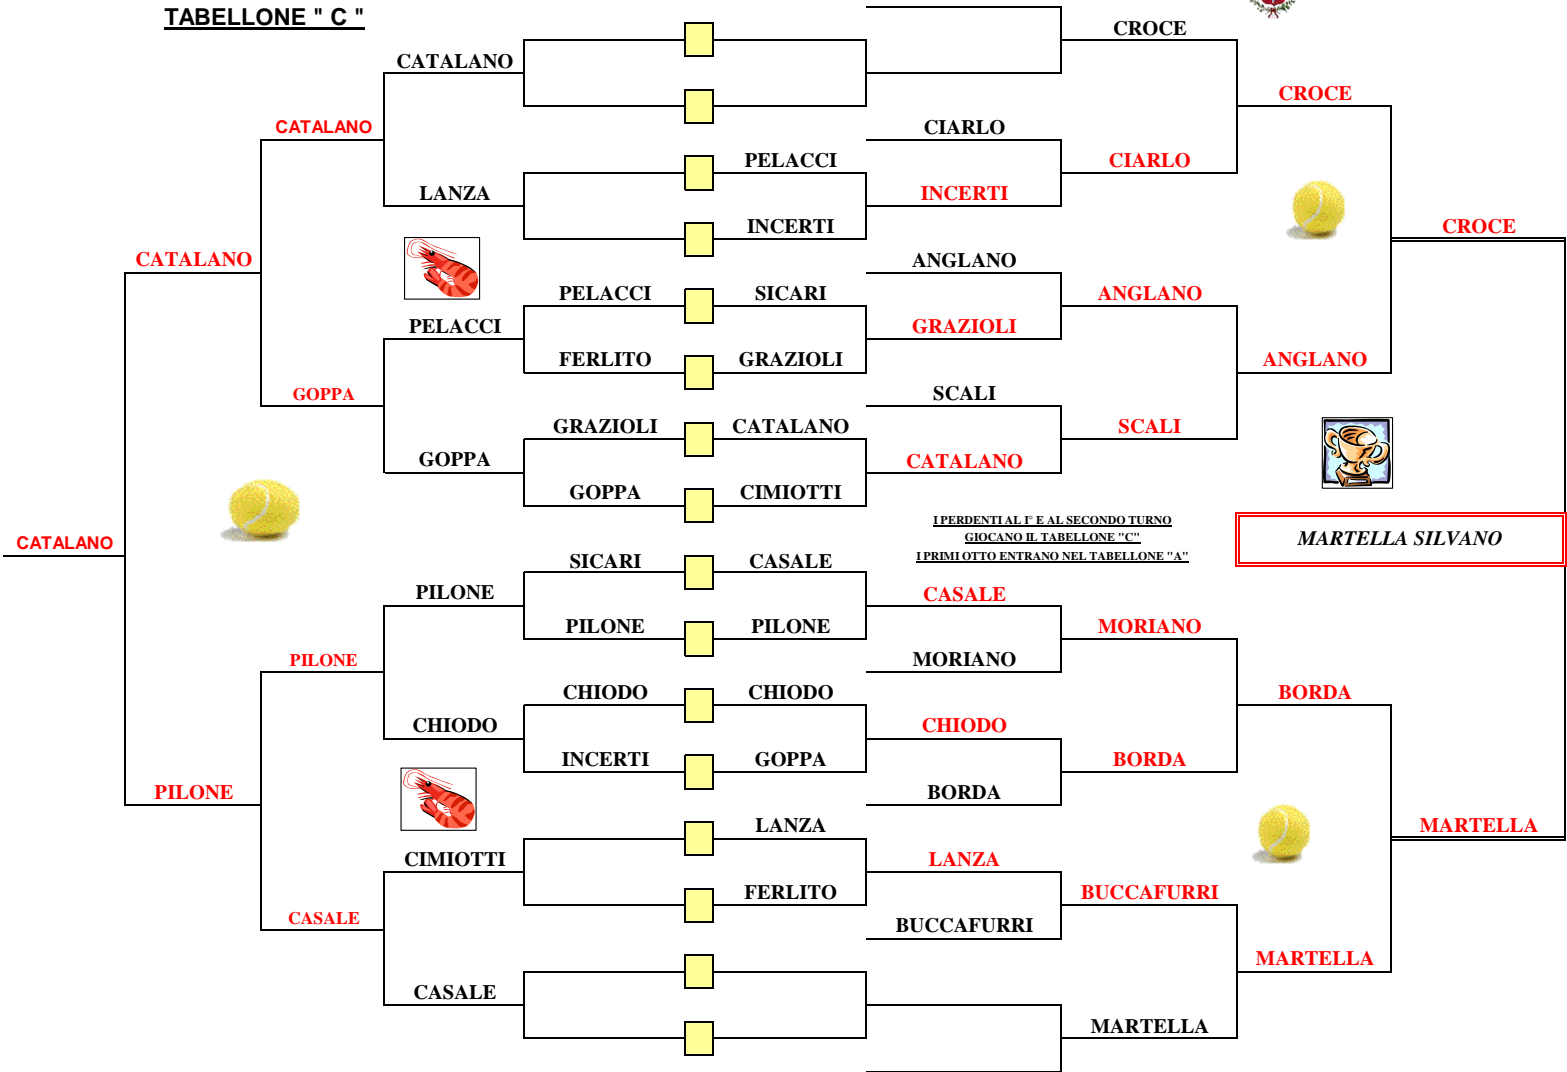 TABELLONE " C "
CROCE
CATALANO
CROCE
CATALANO
CIARLO
PELACCI
CIARLO
LANZA
INCERTI
INCERTI
CROCE
CATALANO
ANGLANO
PELACCI
SICARI
ANGLANO
PELACCI
GRAZIOLI
FERLITO
GRAZIOLI
ANGLANO
GOPPA
SCALI
GRAZIOLI
CATALANO
SCALI
GOPPA
CATALANO
GOPPA
CIMIOTTI
I PERDENTI AL I° E AL SECONDO TURNO
GIOCANO IL TABELLONE "C"
I PRIMI OTTO ENTRANO NEL TABELLONE "A"
MARTELLA SILVANO
CATALANO
SICARI
CASALE
PILONE
CASALE
PILONE
PILONE
MORIANO
PILONE
MORIANO
CHIODO
CHIODO
BORDA
CHIODO
CHIODO
INCERTI
GOPPA
BORDA
PILONE
BORDA
LANZA
MARTELLA
CIMIOTTI
LANZA
FERLITO
BUCCAFURRI
CASALE
BUCCAFURRI
MARTELLA
CASALE
MARTELLA